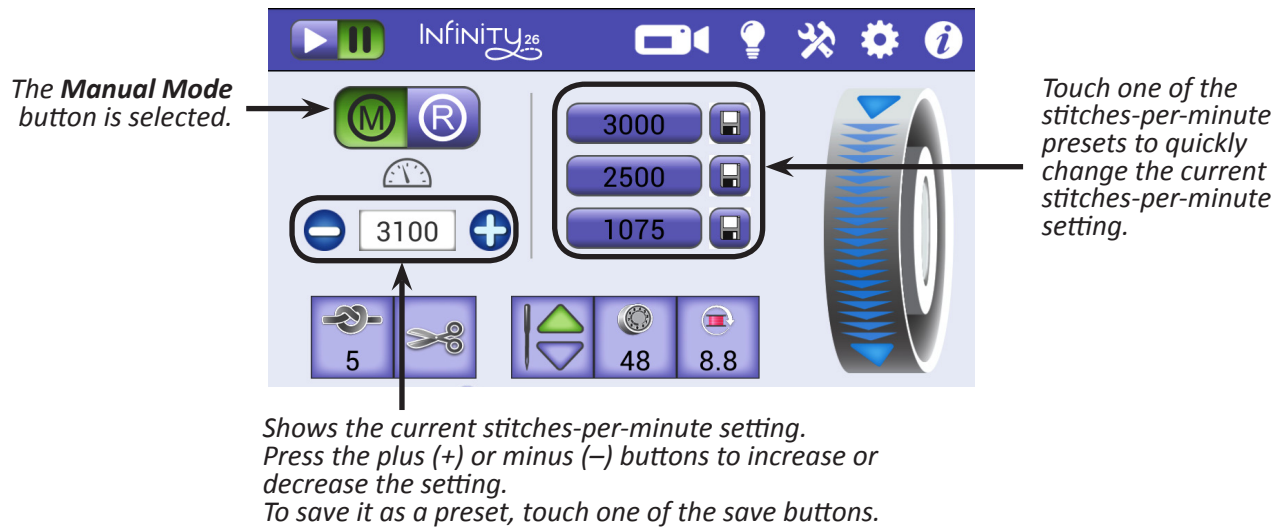 INFINITY 26
The Manual Mode
button is selected.
M R
3000
2500
1075
3100
5
48
8.8
Touch one of the
stitches-per-minute
presets to quickly
change the current
stitches-per-minute
setting.
Shows the current stitches-per-minute setting.
Press the plus (+) or minus (–) buttons to increase or
decrease the setting.
To save it as a preset, touch one of the save buttons.